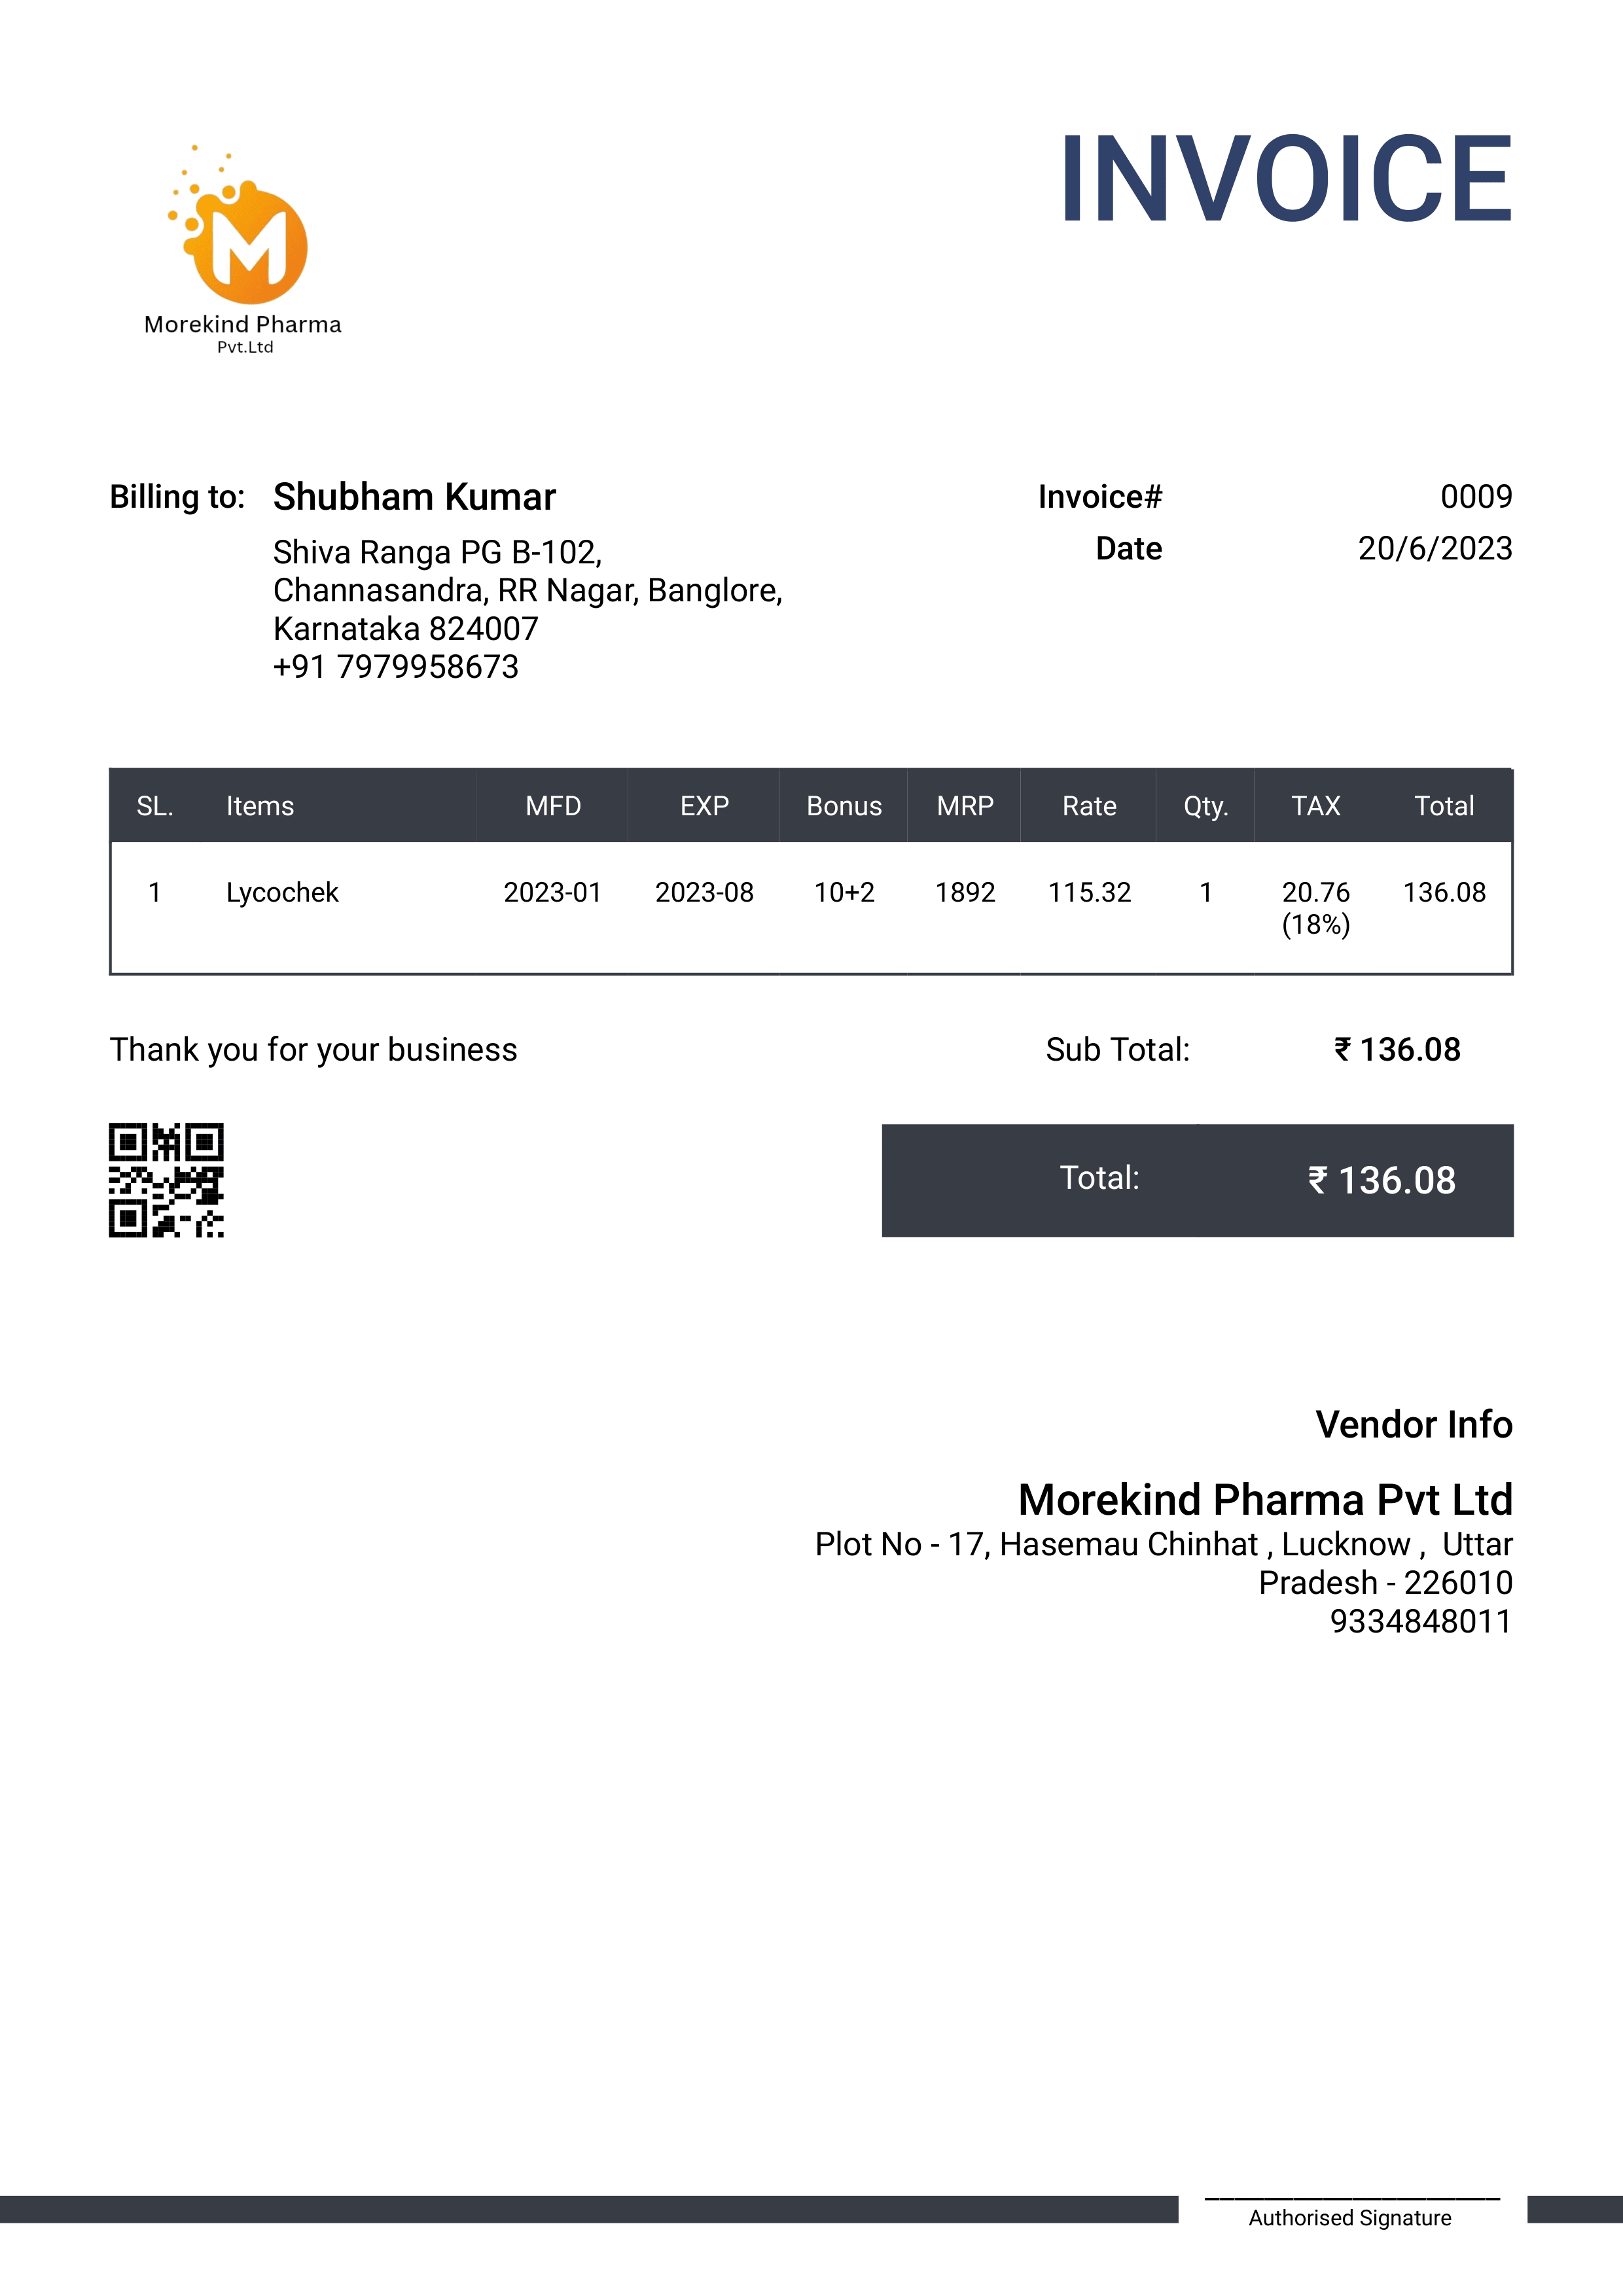 M
Morekind Pharma
Pvt.Ltd
INVOICE
Billing to: Shubham Kumar
Shiva Ranga PG B-102,
Channasandra, RR Nagar, Banglore,
Karnataka 824007
+91 7979958673
Invoice# 0009
Date 20/6/2023
SL. Items MFD EXP Bonus MRP Rate Qty. TAX Total
1 Lycochek 2023-01 2023-08 10+2 1892 115.32 1 20.76 136.08
(18%)
Thank you for your business
Sub Total: ₹ 136.08
Total: ₹ 136.08
Vendor Info
Morekind Pharma Pvt Ltd
Plot No - 17, Hasemau Chinhat , Lucknow ,  Uttar
Pradesh - 226010
9334848011
Authorised Signature